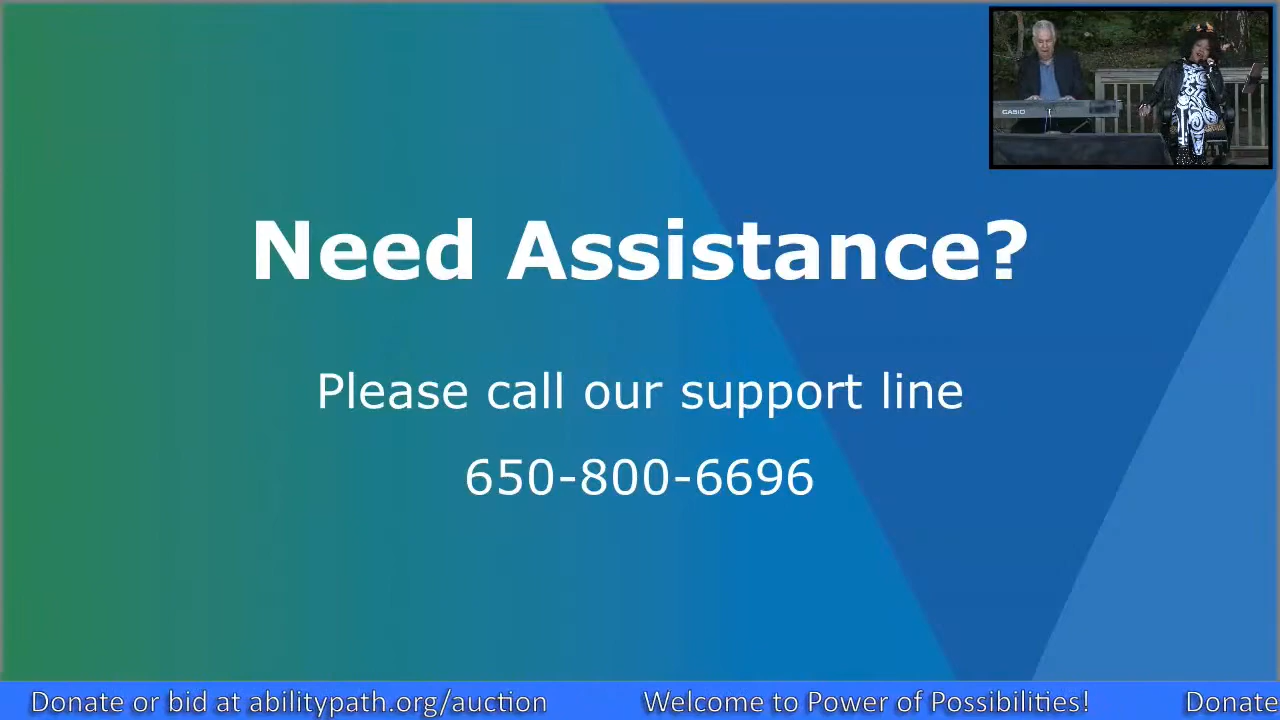 CASIO
Need Assistance?
Please call our support line
650-800-6696
Donate or bid at abilitypath.org/auction Welcome to Power of Possibilities! Donate